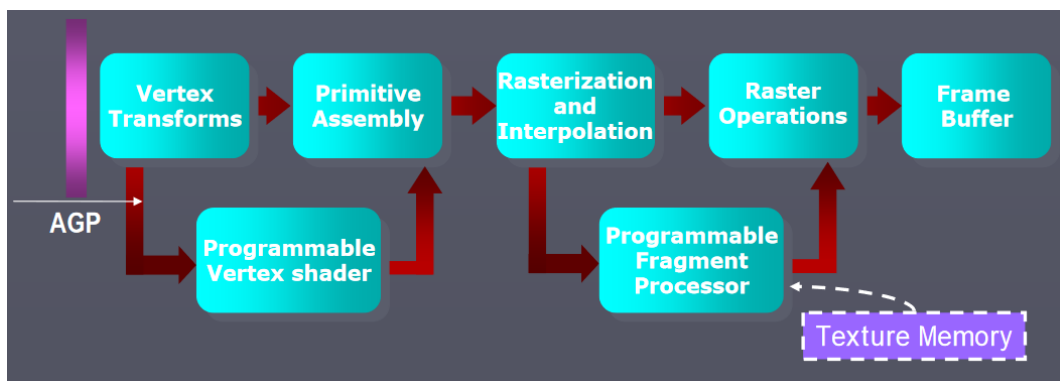 Vertex
Transforms
Primitive
Assembly
Rasterization
and
Interpolation
Raster
Operations
Frame
Buffer
AGP
Programmable
Vertex shader
Programmable
Fragment
Processor
Texture Memory